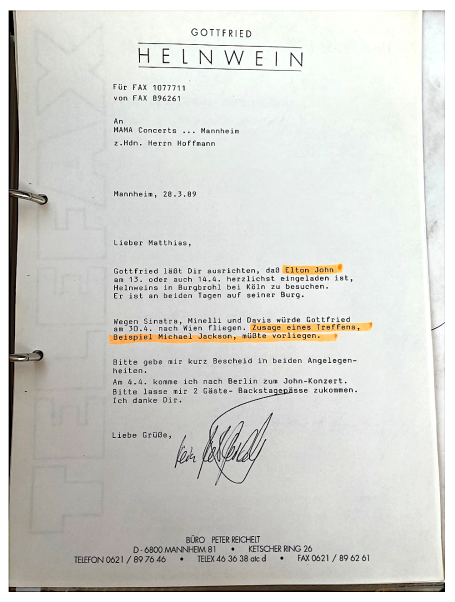 GOTTFRIED
HELNWEIN
Für FAX 1077711
von FAX 896261
An
MAMA Concerts ... Mannheim
z.Hdn. Herrn Hoffmann
Mannheim, 28.3.89
Lieber Matthias,
Gottfried läßt Dir ausrichten, daß Elton John
am 13. oder auch 14.4. herzlichst eingeladen ist,
Helnweins in Burgbrohl bei Köln zu besuchen.
Er ist an beiden Tagen auf seiner Burg.
Wegen Sinatra, Minelli und Davis würde Gottfried
am 30.4. nach Wien fliegen. Zusage eines Treffens,
Beispiel Michael Jackson, müßte vorliegen.
Bitte gebe mir kurz Bescheid in beiden Angelegen-
heiten.
Am 4.4. komme ich nach Berlin zum John-Konzert.
Bitte lasse mir 2 Gäste- Backstagepässe zukommen.
Ich danke Dir.
Liebe Grüße,
TELEFAX
BÜRO PETER REICHELT
D - 6800 MANNHEIM 81 • KETSCHER RING 26
TELEFON 0621 / 89 76 46 • TELEX 46 36 38 atc d • FAX 0621 / 89 62 61